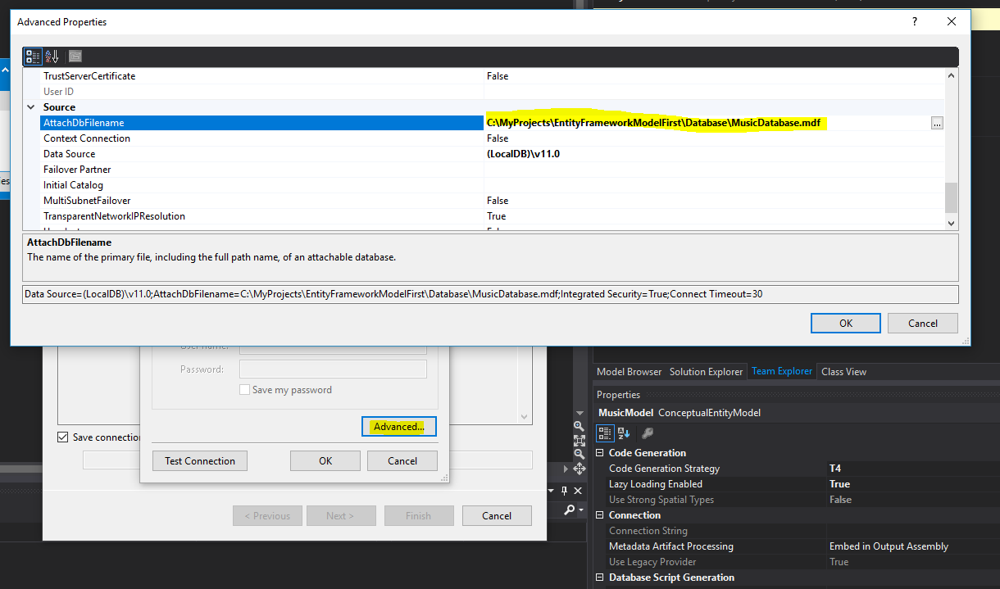 Advanced Properties
?
TrustServerCertificate False
User ID
Source
AttachDbFilename C:\MyProjects\EntityFrameworkModelFirst\Database\MusicDatabase.mdf
...
Context Connection False
Data Source (LocalDB)\v11.0
Failover Partner
Initial Catalog
MultiSubnetFailover False
TransparentNetworkIPResolution True
AttachDbFilename
The name of the primary file, including the full path name, of an attachable database.
Data Source=(LocalDB)\v11.0;AttachDbFilename=C:\MyProjects\EntityFrameworkModelFirst\Database\MusicDatabase.mdf;Integrated Security=True;Connect Timeout=30
OK Cancel
User name:
Password:
Save my password
Advanced...
Save connection
Test Connection OK Cancel
< Previous Next > Finish Cancel
Model Browser Solution Explorer Team Explorer Class View
Properties
MusicModel ConceptualEntityModel
Code Generation
Code Generation Strategy T4
Lazy Loading Enabled True
Use Strong Spatial Types False
Connection
Connection String
Metadata Artifact Processing Embed in Output Assembly
Use Legacy Provider True
Database Script Generation